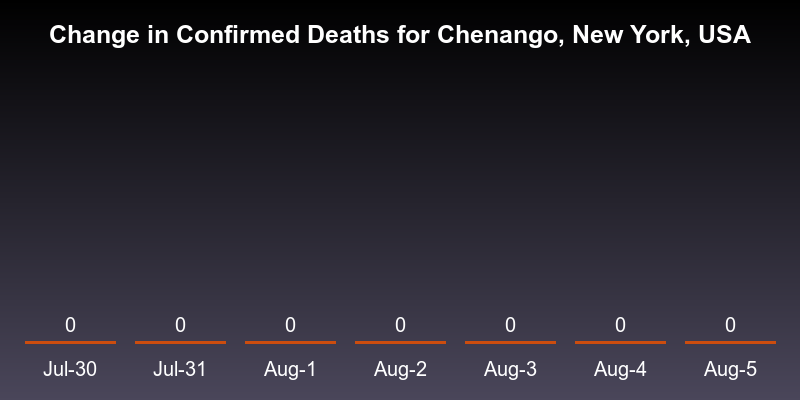 Change in Confirmed Deaths for Chenango, New York, USA
0 0 0 0 0 0 0
Jul-30 Jul-31 Aug-1 Aug-2 Aug-3 Aug-4 Aug-5